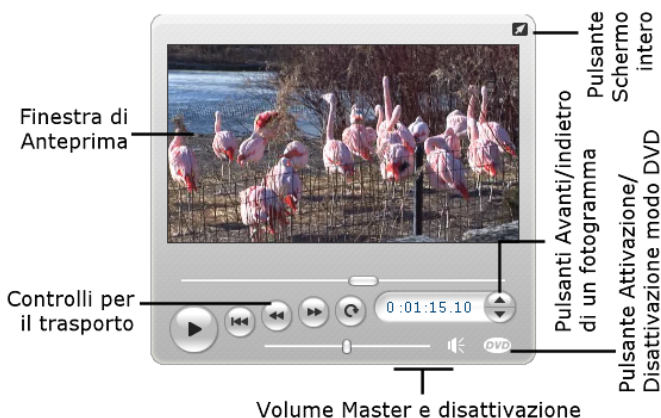 Pulsante
Schermo
intero
Finestra di
Anteprima
Pulsanti Avanti/indietro
di un fotogramma
Pulsante Attivazione/
Disattivazione modo DVD
Controlli per
il trasporto
0:01:15.10
DVD
Volume Master e disattivazione